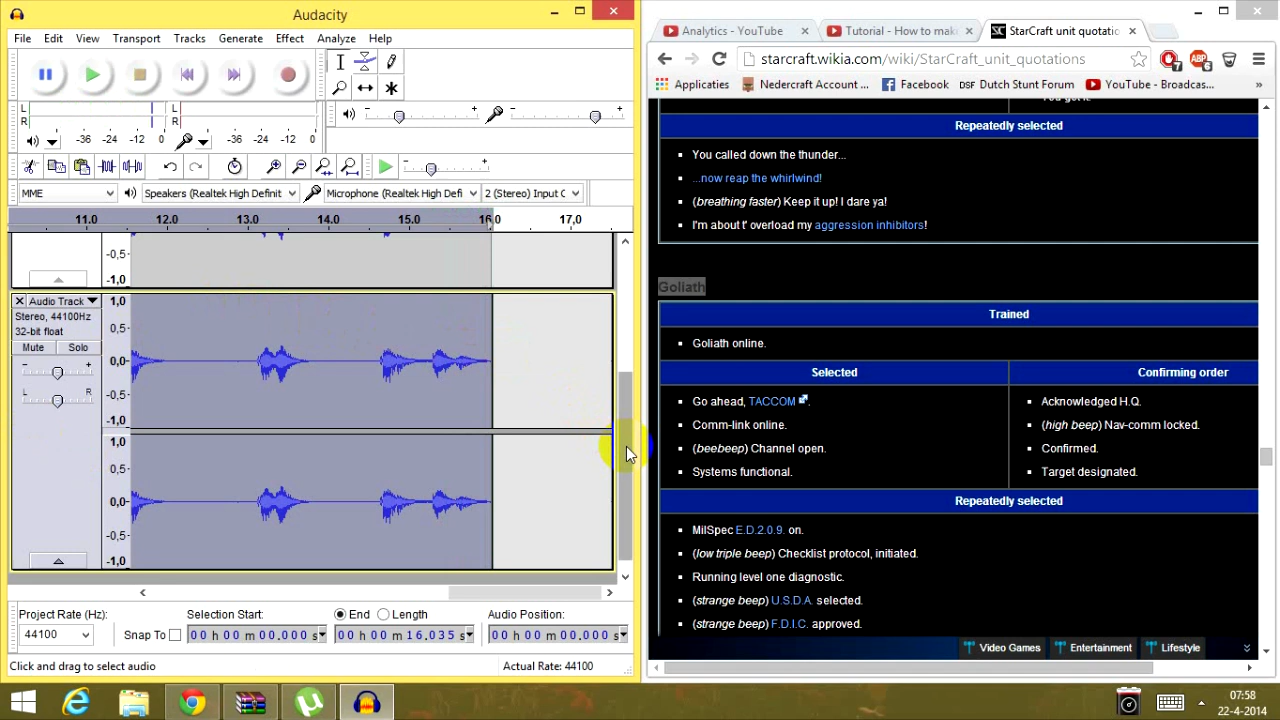 Audacity
File Edit View Transport Tracks Generate Effect Analyze Help
L
R
-36 -24 -12 0
L
R
-36 -24 -12 0
MME
Speakers (Realtek High Definit
Microphone (Realtek High Defi
2 (Stereo) Input C
11.0 12.0 13.0 14.0 15.0 16.0 17,0
-0,5
-1,0
Audio Track
Stereo, 44100Hz
32-bit float
Mute Solo
L R
1,0
0,5
0,0
-0,5
-1,0
1,0
0,5
0,0
-0,5
-1,0
Project Rate (Hz):
44100
Snap To
Selection Start:
00 h 00 m 00.000 s
End Length
00 h 00 m 16.035 s
Audio Position:
00 h 00 m 00.000 s
Click and drag to select audio
Actual Rate: 44100
Analytics - YouTube
Tutorial - How to make
StarCraft unit quotatio
starcraft.wikia.com/wiki/StarCraft_unit_quotations
7
ABP
6
Applicaties
Nedercraft Account ...
Facebook
DSF Dutch Stunt Forum
YouTube - Broadcas...
»
You got it.
Repeatedly selected
You called down the thunder...
...now reap the whirlwind!
(breathing faster) Keep it up! I dare ya!
I'm about t' overload my aggression inhibitors!
Goliath
Trained
Goliath online.
Selected
Confirming order
Go ahead, TACCOM.
Comm-link online.
(beebeep) Channel open.
Systems functional.
Acknowledged H.Q.
(high beep) Nav-comm locked.
Confirmed.
Target designated.
Repeatedly selected
MilSpec E.D.2.0.9. on.
(low triple beep) Checklist protocol, initiated.
Running level one diagnostic.
(strange beep) U.S.D.A. selected.
(strange beep) F.D.I.C. approved.
Video Games
Entertainment
Lifestyle
07:58
22-4-2014